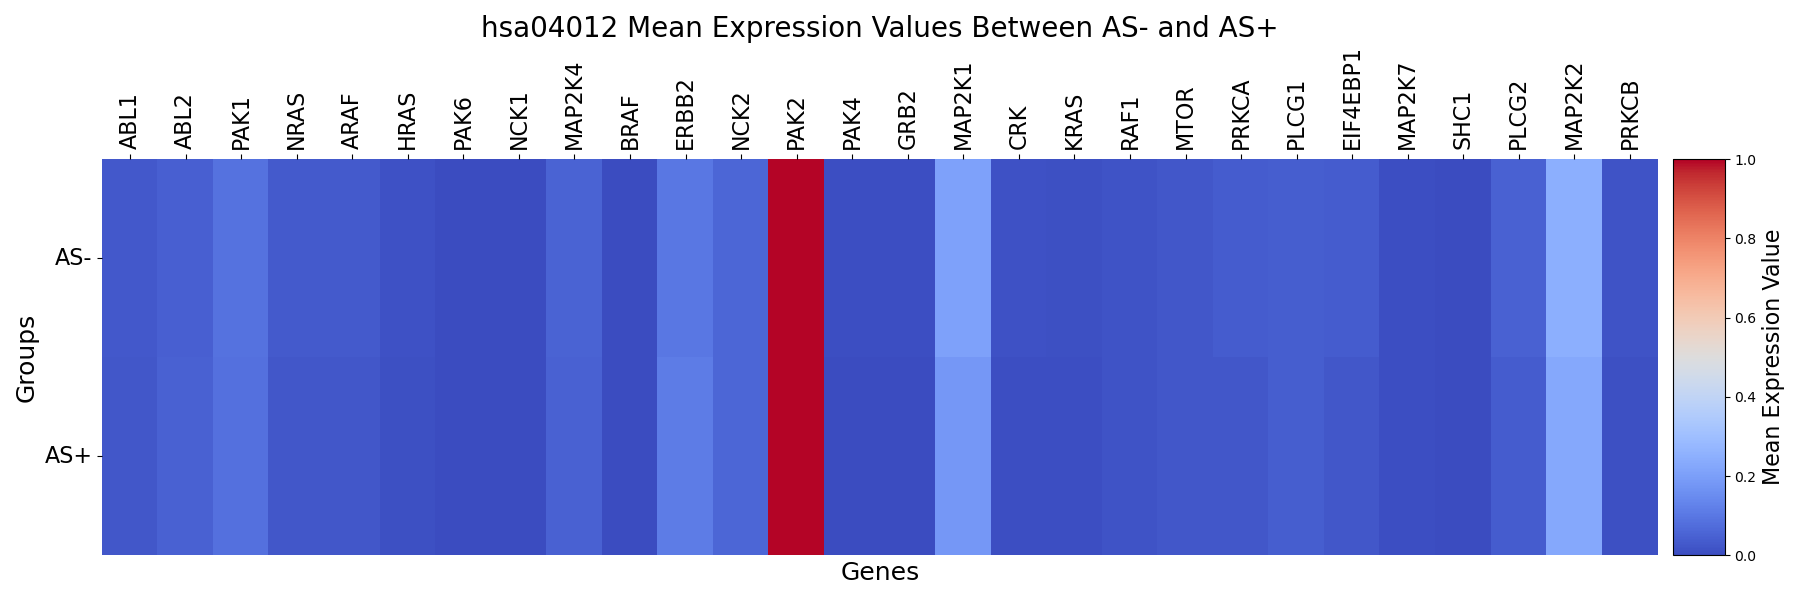 hsa04012 Mean Expression Values Between AS- and AS+
ABL1
ABL2
PAK1
NRAS
ARAF
HRAS
PAK6
NCK1
MAP2K4
BRAF
ERBB2
NCK2
PAK2
PAK4
GRB2
MAP2K1
CRK
KRAS
RAF1
MTOR
PRKCA
PLCG1
EIF4EBP1
MAP2K7
SHC1
PLCG2
MAP2K2
PRKCB
Groups
AS-
AS+
Genes
1.0
0.8
0.6
0.4
0.2
0.0
Mean Expression Value